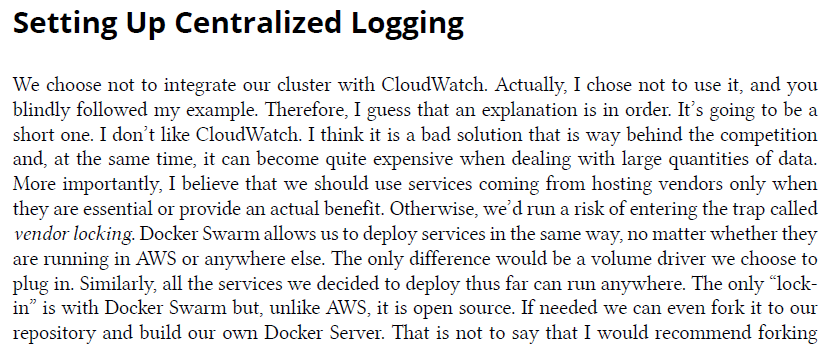 Setting Up Centralized Logging
We choose not to integrate our cluster with CloudWatch. Actually, I chose not to use it, and you
blindly followed my example. Therefore, I guess that an explanation is in order. It’s going to be a
short one. I don’t like CloudWatch. I think it is a bad solution that is way behind the competition
and, at the same time, it can become quite expensive when dealing with large quantities of data.
More importantly, I believe that we should use services coming from hosting vendors only when
they are essential or provide an actual benefit. Otherwise, we’d run a risk of entering the trap called
vendor locking. Docker Swarm allows us to deploy services in the same way, no matter whether they
are running in AWS or anywhere else. The only difference would be a volume driver we choose to
plug in. Similarly, all the services we decided to deploy thus far can run anywhere. The only “lock-
in” is with Docker Swarm but, unlike AWS, it is open source. If needed we can even fork it to our
repository and build our own Docker Server. That is not to say that I would recommend forking